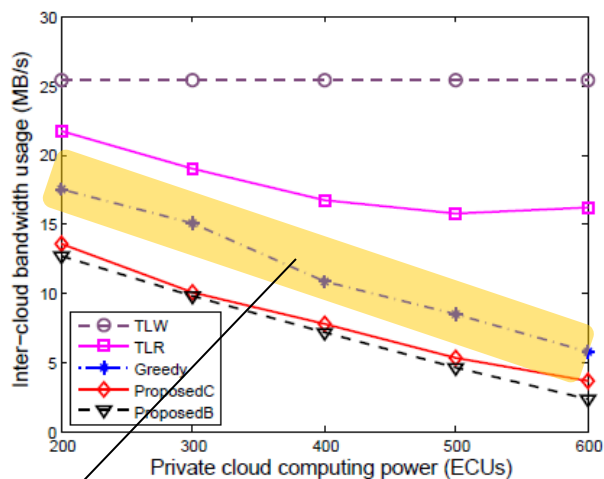 30
25
20
15
10
5
0
Inter-cloud bandwidth usage (MB/s)
TLW
TLR
Greedy
ProposedC
ProposedB
200
300
400
500
600
Private cloud computing power (ECUs)